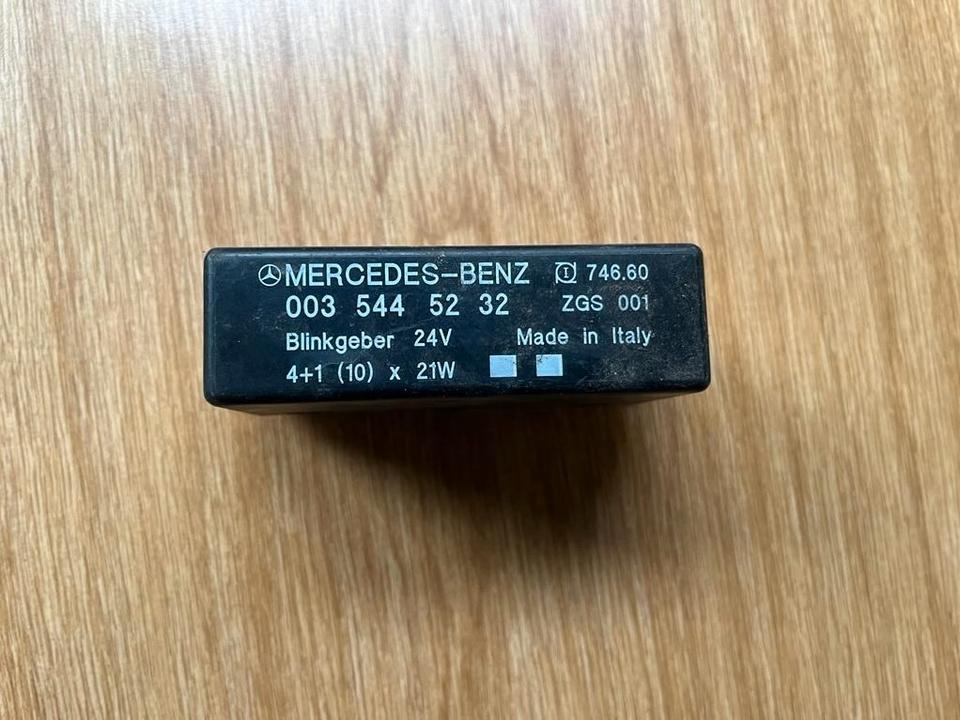 MERCEDES-BENZ 746.60
003 544 52 32 ZGS 001
Blinkgeber 24V Made in Italy
4+1 (10) x 21W